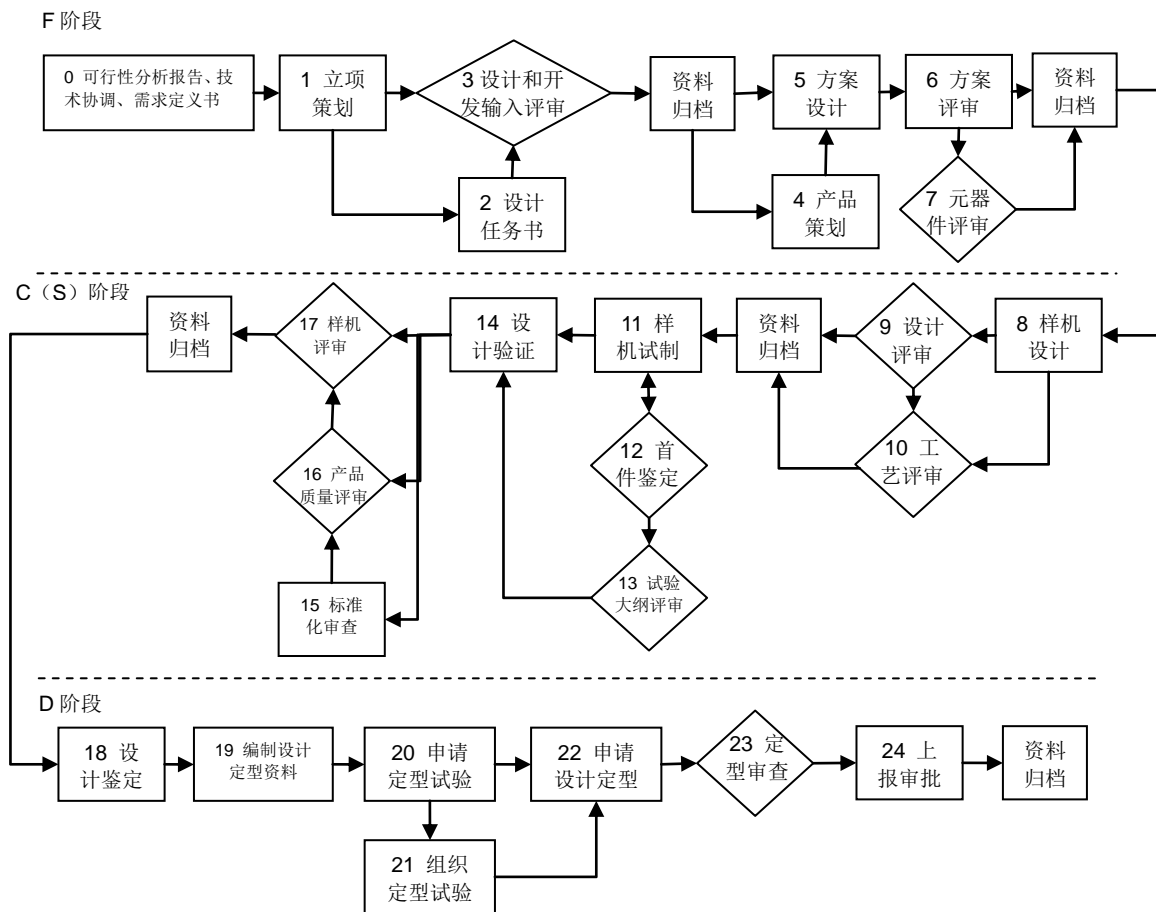 F 阶段
0 可行性分析报告、技
术协调、需求定义书
1 立项
策划
3 设计和开
发输入评审
2 设计
任务书
资料
归档
5 方案
设计
4 产品
策划
6 方案
评审
7 元器
件评审
资料
归档
C（S）阶段
8 样机
设计
9 设计
评审
10 工
艺评审
资料
归档
11 样
机试制
12 首
件鉴定
13 试验
大纲评审
14 设
计验证
15 标准
化审查
16 产品
质量评审
17 样机
评审
资料
归档
D 阶段
18 设
计鉴定
19 编制设计
定型资料
20 申请
定型试验
21 组织
定型试验
22 申请
设计定型
23 定
型审查
24 上
报审批
资料
归档